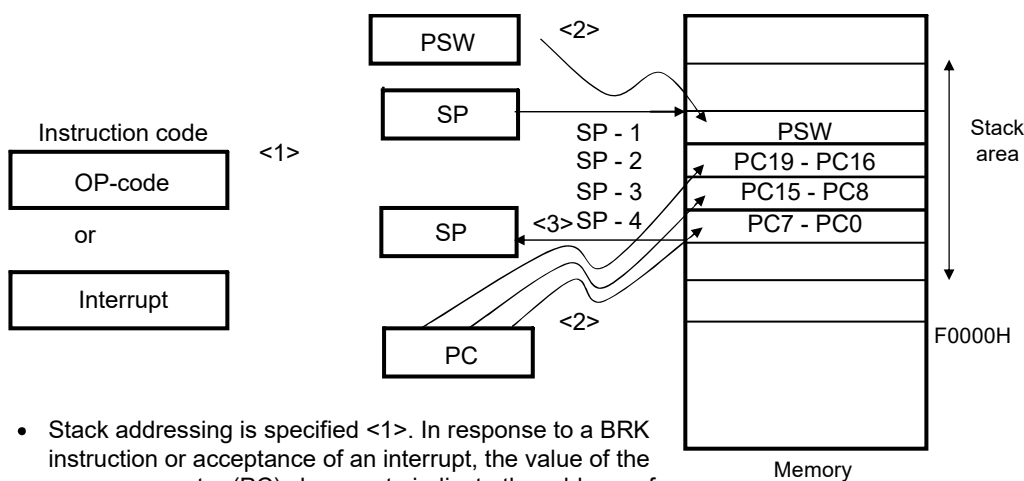 PSW
<2>
SP
Instruction code
<1>
OP-code
or
Interrupt
SP - 1
SP - 2
SP - 3
SP - 4
SP
<3>
<2>
PC
PSW
PC19 - PC16
PC15 - PC8
PC7 - PC0
Stack
area
F0000H
Memory
• Stack addressing is specified <1>. In response to a BRK
instruction or acceptance of an interrupt, the value of the